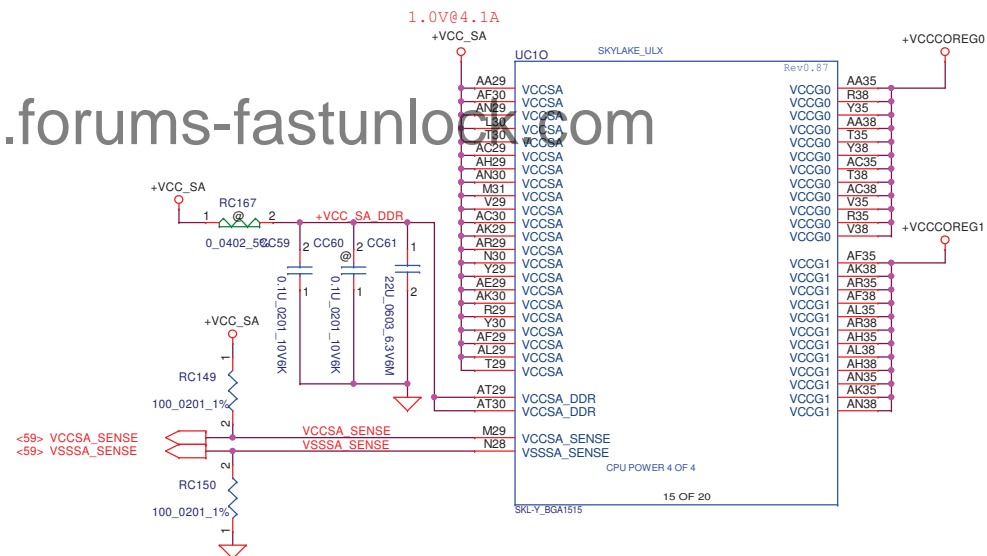 1.0V@4.1A
+VCC_SA
UC1O
SKYLAKE_ULX
Rev0.87
+VCCCOREG0
.forums-fastunlock.com
AA29 VCCSA
AF30 VCCSA
AN29 VCCSA
L30 VCCSA
T30 VCCSA
AC29 VCCSA
AH29 VCCSA
AN30 VCCSA
M31 VCCSA
V29 VCCSA
AC30 VCCSA
AK29 VCCSA
AR29 VCCSA
N30 VCCSA
Y29 VCCSA
AE29 VCCSA
AK30 VCCSA
R29 VCCSA
Y30 VCCSA
AF29 VCCSA
AL29 VCCSA
T29 VCCSA
AT29 VCCSA_DDR
AT30 VCCSA_DDR
M29 VCCSA_SENSE
N28 VSSSA_SENSE
VCCG0 AA35
VCCG0 R38
VCCG0 Y35
VCCG0 AA38
VCCG0 T35
VCCG0 Y38
VCCG0 AC35
VCCG0 T38
VCCG0 AC38
VCCG0 V35
VCCG0 R35
VCCG0 V38
+VCCCOREG1
VCCG1 AF35
VCCG1 AK38
VCCG1 AR35
VCCG1 AF38
VCCG1 AL35
VCCG1 AR38
VCCG1 AH35
VCCG1 AL38
VCCG1 AH38
VCCG1 AN35
VCCG1 AK35
VCCG1 AN38
CPU POWER 4 OF 4
15 OF 20
SKL-Y_BGA1515
+VCC_SA
RC167
1 @ 2
+VCC_SA_DDR
0_0402_5%
CC59
2
1
0.1U_0201_10V6K
CC60
@
2
1
0.1U_0201_10V6K
CC61
1
2
22U_0603_6.3V6M
+VCC_SA
1
RC149
100_0201_1%
2
<59> VCCSA_SENSE
VCCSA_SENSE
<59> VSSSA_SENSE
VSSSA_SENSE
2
RC150
100_0201_1%
1